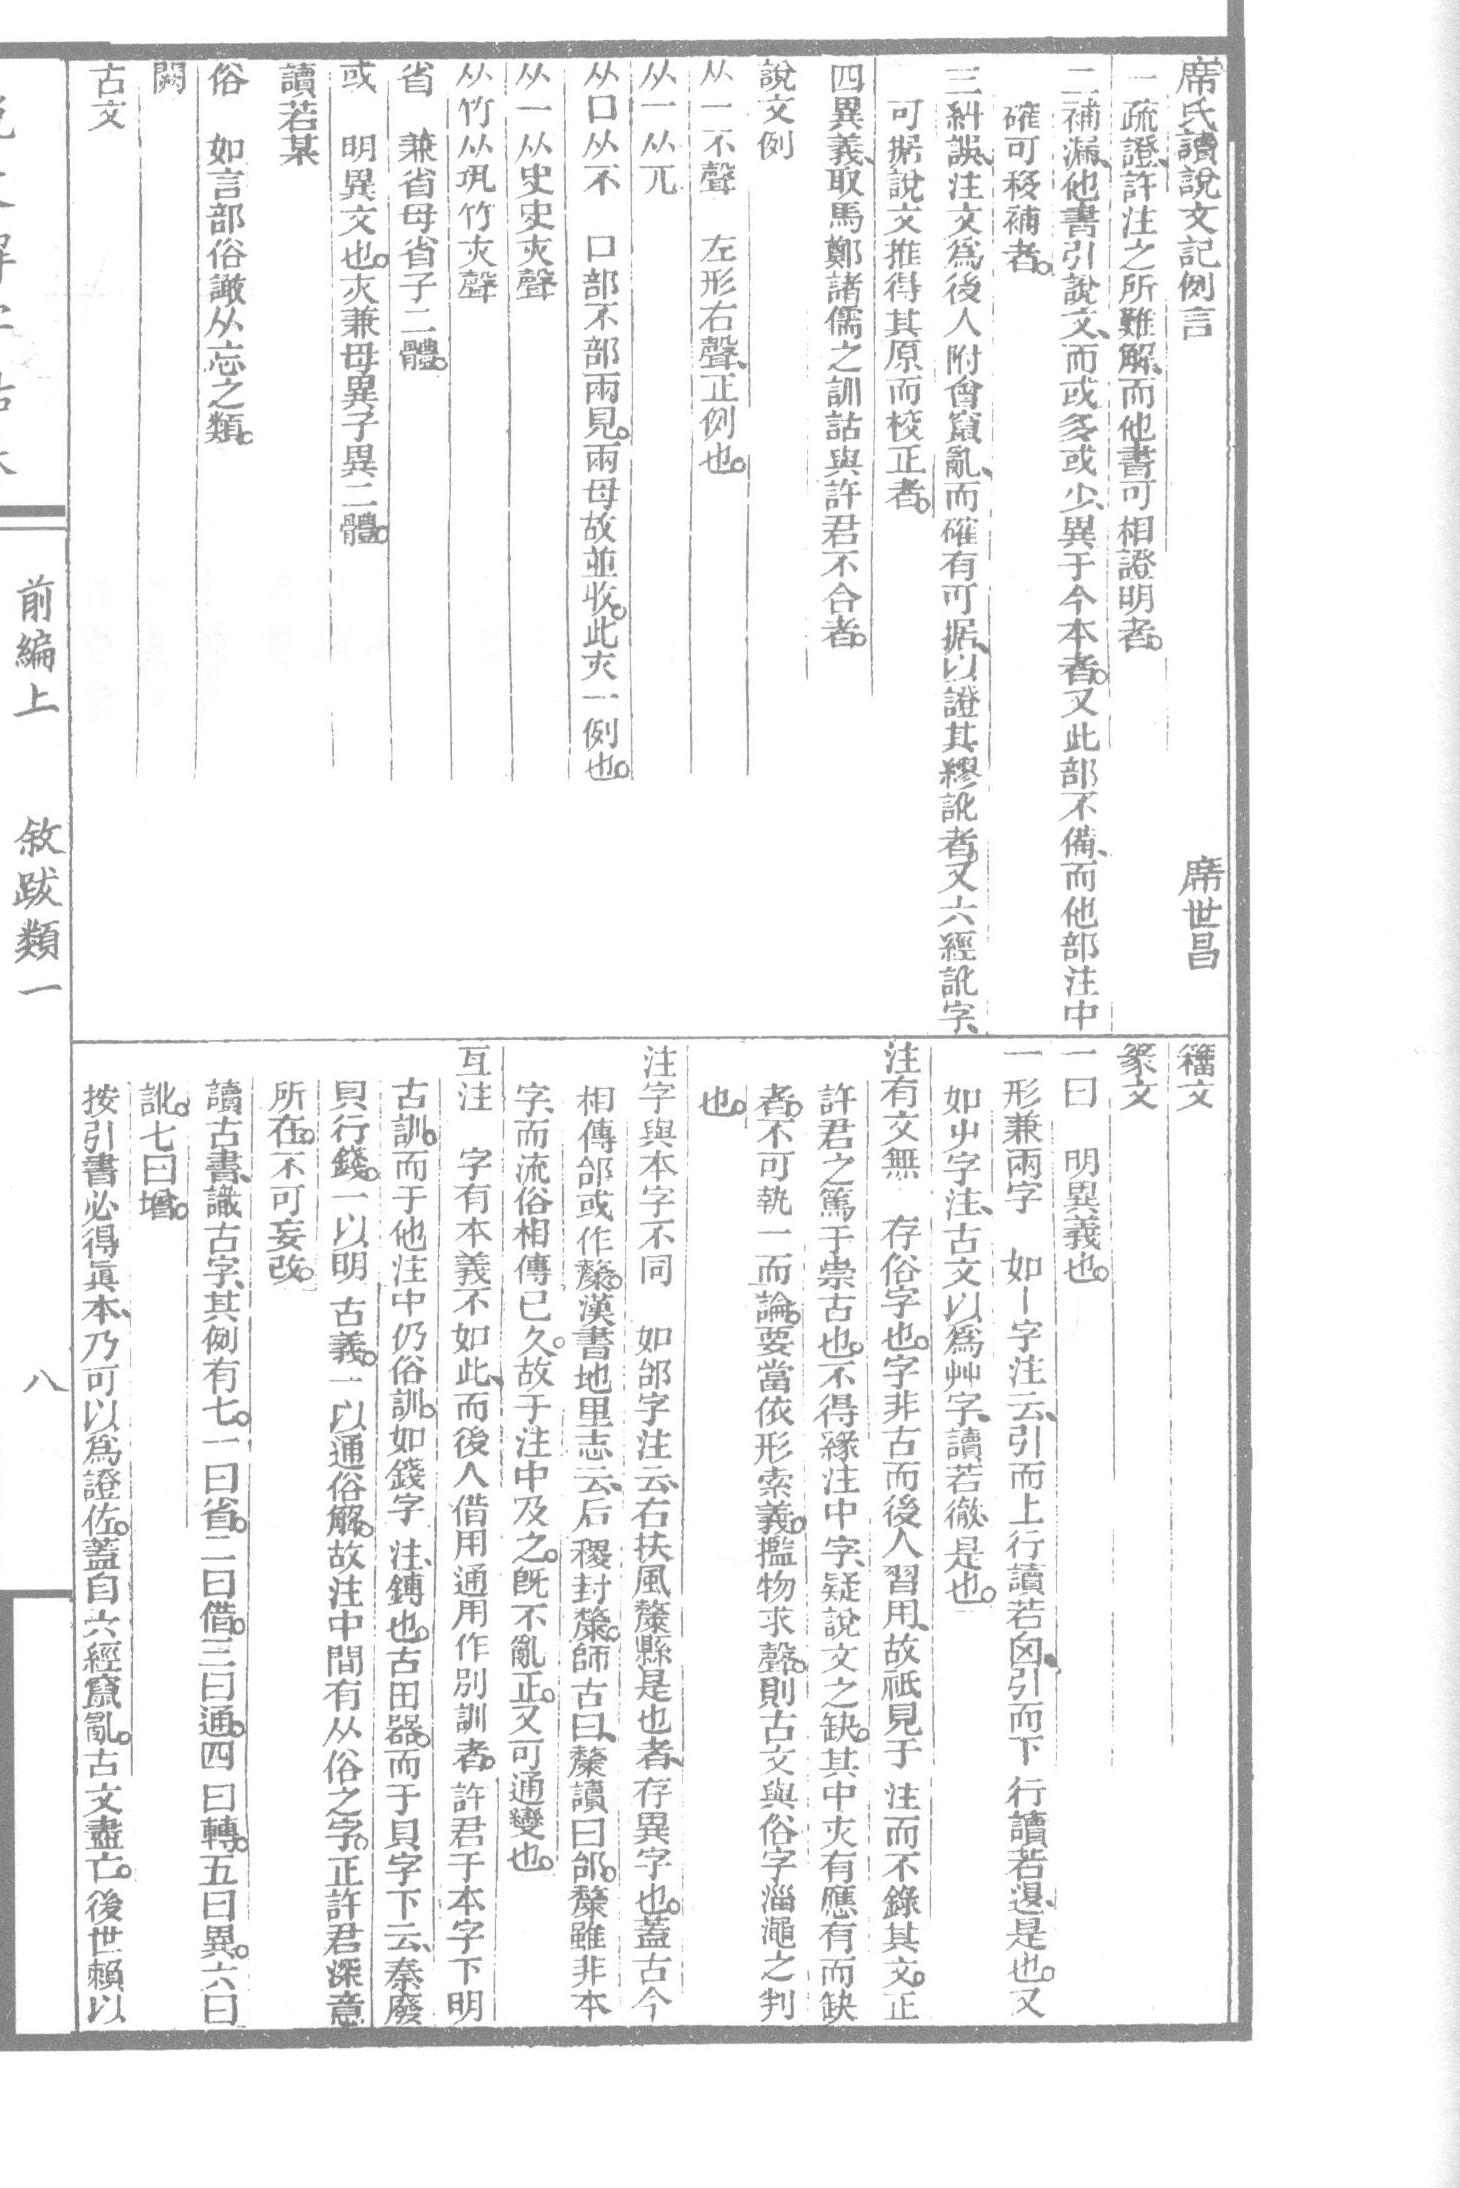 席氏讀說文記例言　席世昌
一疏證、許注之所難解、而他書可相證明者。
二補漏、他書引說文、而或多或少、異于今本者。又此部不備、而他部注中
確可移補者。
三糾誤、注文爲後人附會竄亂、而確有可据、以證其繆訛者。又六經訛字、
可据說文推得其原而校正者。
四異義、取馬鄭諸儒之訓詁與許君不合者。
說文例
从一不聲　左形右聲、正例也。
从一从兀
从口从不　口部不部兩見。兩母故並收。此亦一例也。
从一从史史亦聲
从竹从巩竹亦聲
省　兼省母省子二體。
或　明異文也。亦兼母異子異二體。
讀若某
俗　如言部俗譀从忘之類。
闕
古文
籀文
篆文
一曰　明異義也。
一形兼兩字　如丨字注云、引而上行讀若囟、引而下行讀若𨓤、是也。又
如屮字注、古文以爲艸字、讀若徹、是也。
注有文無　存俗字也。字非古而後人習用、故祇見于注而不錄其文。正
許君之篤于崇古也。不得緣注中字、疑說文之缺。其中亦有應有而缺
者。不可執一而論。要當依形索義。攬物求聲。則古文與俗字淄澠之判
也。
注字與本字不同　如邰字注云、右扶風斄縣是也者、存異字也。蓋古今
相傳邰或作斄。漢書地里志云、后稷封斄。師古曰、斄讀曰邰。斄雖非本
字、而流俗相傳已久。故于注中及之。旣不亂正。又可通變也。
互注　字有本義不如此、而後人借用通用作別訓者。許君于本字下明
古訓。而于他注中仍俗訓。如錢字注、鎛也。古田器。而于貝字下云、秦廢
貝行錢。一以明古義。一以通俗解。故注中間有从俗之字。正許君深意
所在。不可妄改。
讀古書、識古字、其例有七。一曰省。二曰借。三曰通。四曰轉。五曰異。六曰
訛。七曰增。
按引書必得眞本、乃可以爲證佐。蓋自六經竄亂。古文盡亡。後世賴以
前編上　敘跋類一
八